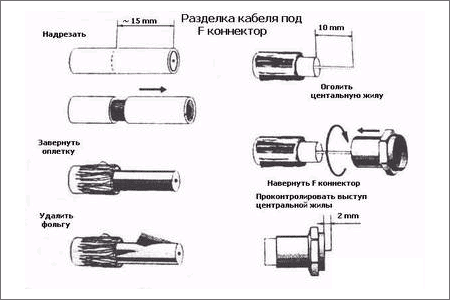 Разделка кабеля под
F коннектор
~ 15 mm
Надрезать
Завернуть
оплетку
Удалить
фольгу
10 mm
Оголить
центальную жилу
Навернуть F коннектор
Проконтролировать выступ
центральной жилы
2 mm